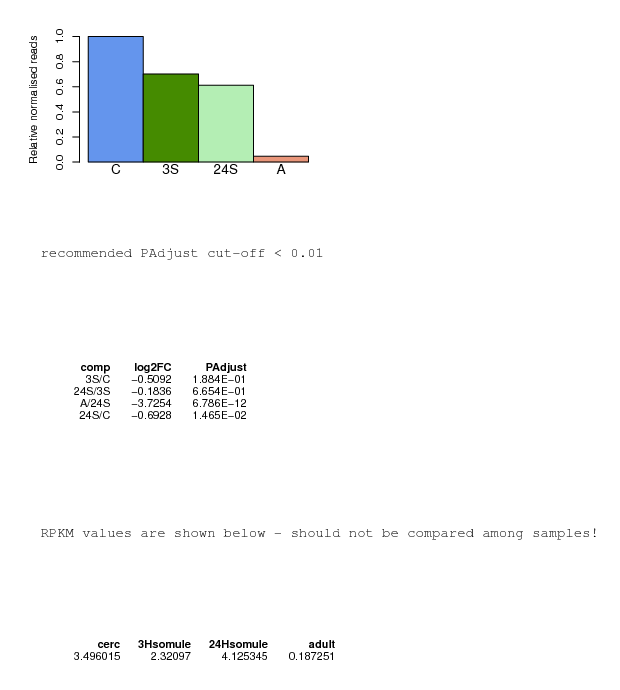 Relative normalised reads
1.0
0.8
0.6
0.4
0.2
0.0
C 3S 24S A
recommended PAdjust cut-off < 0.01
comp log2FC PAdjust
3S/C −0.5092 1.884E−01
24S/3S −0.1836 6.654E−01
A/24S −3.7254 6.786E−12
24S/C −0.6928 1.465E−02
RPKM values are shown below - should not be compared among samples!
cerc 3Hsomule 24Hsomule adult
3.496015 2.32097 4.125345 0.187251